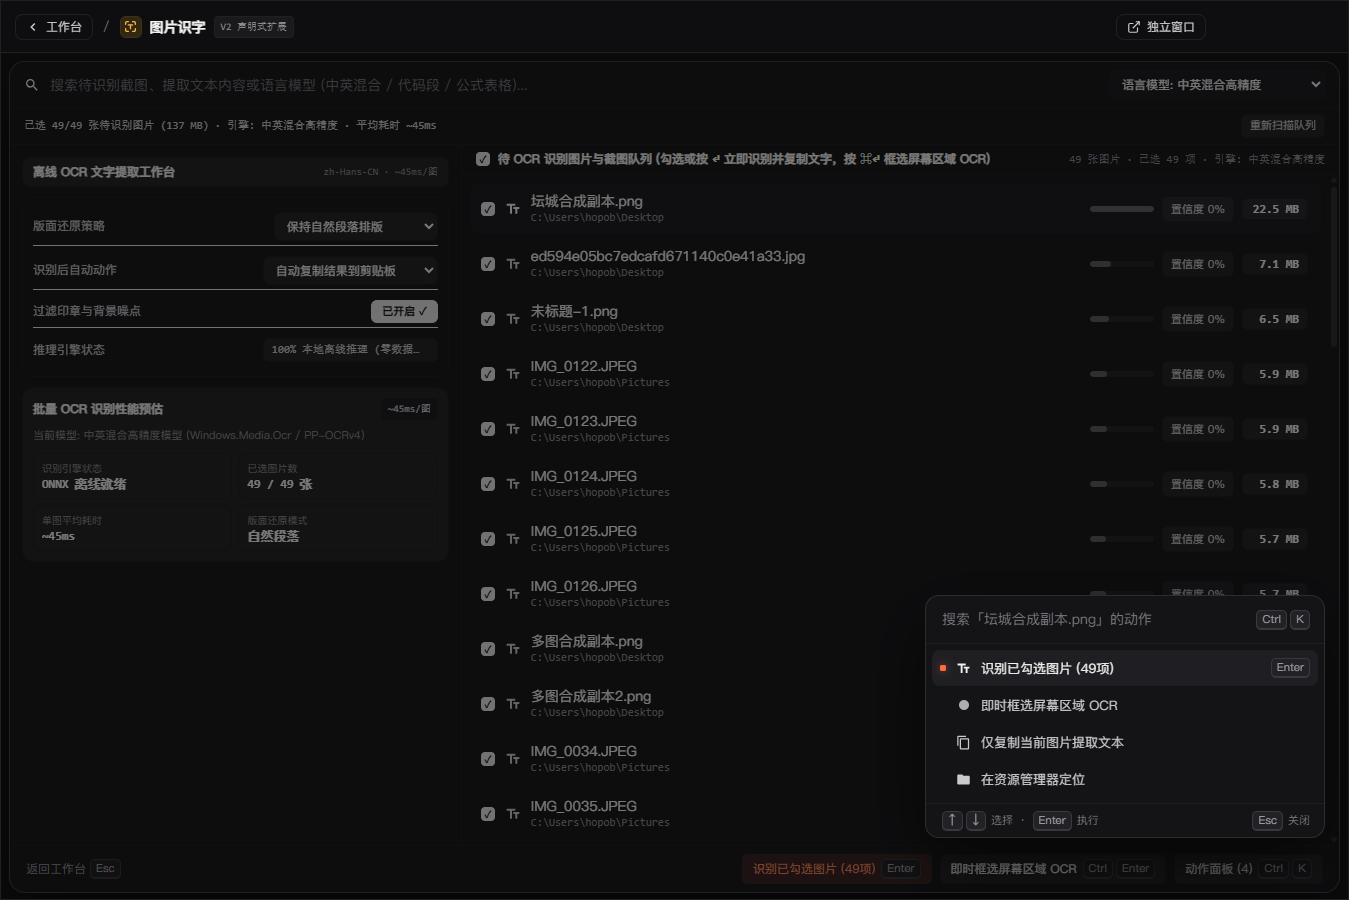 工作台 / 图片识字 V2 声明式扩展 独立窗口
搜索待识别截图、提取文本内容或语言模型 (中英混合 / 代码段 / 公式表格)... 语言模型: 中英混合高精度
已选 49/49 张待识别图片 (137 MB) · 引擎: 中英混合高精度 · 平均耗时 ~45ms 重新扫描队列
离线 OCR 文字提取工作台 zh-Hans-CN · ~45ms/图
版面还原策略 保持自然段落排版
识别后自动动作 自动复制结果到剪贴板
过滤印章与背景噪点 已开启 ✓
推理引擎状态 100% 本地离线推理 (零数据…
批量 OCR 识别性能预估 ~45ms/图
当前模型: 中英混合高精度模型 (Windows.Media.Ocr / PP-OCRv4)
识别引擎状态 已选图片数
ONNX 离线就绪 49 / 49 张
单图平均耗时 版面还原模式
~45ms 自然段落
待 OCR 识别图片与截图队列 (勾选或按 ↵ 立即识别并复制文字，按 ⌘↵ 框选屏幕区域 OCR) 49 张图片 · 已选 49 项 · 引擎: 中英混合高精度
坛城合成副本.png 置信度 0% 22.5 MB
C:\Users\hopob\Desktop
ed594e05bc7edcafd671140c0e41a33.jpg 置信度 0% 7.1 MB
C:\Users\hopob\Desktop
未标题-1.png 置信度 0% 6.5 MB
C:\Users\hopob\Desktop
IMG_0122.JPEG 置信度 0% 5.9 MB
C:\Users\hopob\Pictures
IMG_0123.JPEG 置信度 0% 5.9 MB
C:\Users\hopob\Pictures
IMG_0124.JPEG 置信度 0% 5.8 MB
C:\Users\hopob\Pictures
IMG_0125.JPEG 置信度 0% 5.7 MB
C:\Users\hopob\Pictures
IMG_0126.JPEG 置信度 0% 5.7 MB
C:\Users\hopob\Pictures
多图合成副本.png
C:\Users\hopob\Desktop
多图合成副本2.png
C:\Users\hopob\Desktop
IMG_0034.JPEG
C:\Users\hopob\Pictures
IMG_0035.JPEG
C:\Users\hopob\Pictures
搜索「坛城合成副本.png」的动作 Ctrl K
识别已勾选图片 (49项) Enter
即时框选屏幕区域 OCR
仅复制当前图片提取文本
在资源管理器定位
↑ ↓ 选择 · Enter 执行 Esc 关闭
返回工作台 Esc 识别已勾选图片 (49项) Enter 即时框选屏幕区域 OCR Ctrl Enter 动作面板 (4) Ctrl K